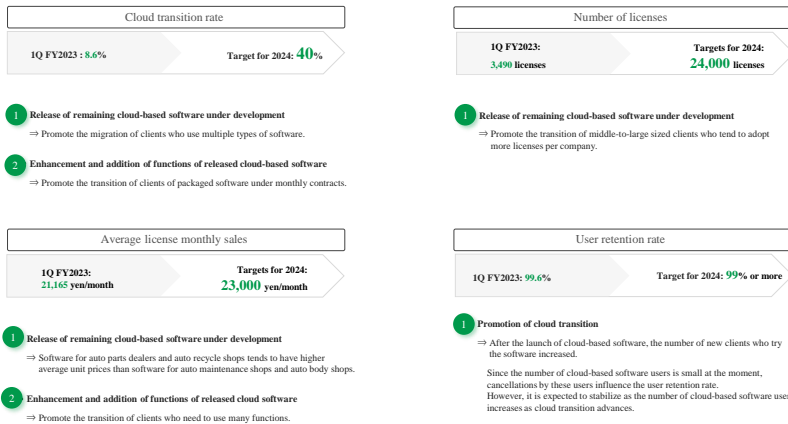 Cloud transition rate
1Q FY2023 : 8.6%
Target for 2024: 40%
1 Release of remaining cloud-based software under development
⇒ Promote the migration of clients who use multiple types of software.
2 Enhancement and addition of functions of released cloud-based software
⇒ Promote the transition of clients of packaged software under monthly contracts.
Number of licenses
1Q FY2023:
3,490 licenses
Targets for 2024:
24,000 licenses
1 Release of remaining cloud-based software under development
⇒ Promote the transition of middle-to-large sized clients who tend to adopt
more licenses per company.
Average license monthly sales
1Q FY2023:
21,165 yen/month
Targets for 2024:
23,000 yen/month
1 Release of remaining cloud-based software under development
⇒ Software for auto parts dealers and auto recycle shops tends to have higher
average unit prices than software for auto maintenance shops and auto body shops.
2 Enhancement and addition of functions of released cloud software
⇒ Promote the transition of clients who need to use many functions.
User retention rate
1Q FY2023: 99.6%
Target for 2024: 99% or more
1 Promotion of cloud transition
⇒ After the launch of cloud-based software, the number of new clients who try
the software increased.
Since the number of cloud-based software users is small at the moment,
cancellations by these users influence the user retention rate.
However, it is expected to stabilize as the number of cloud-based software user
increases as cloud transition advances.